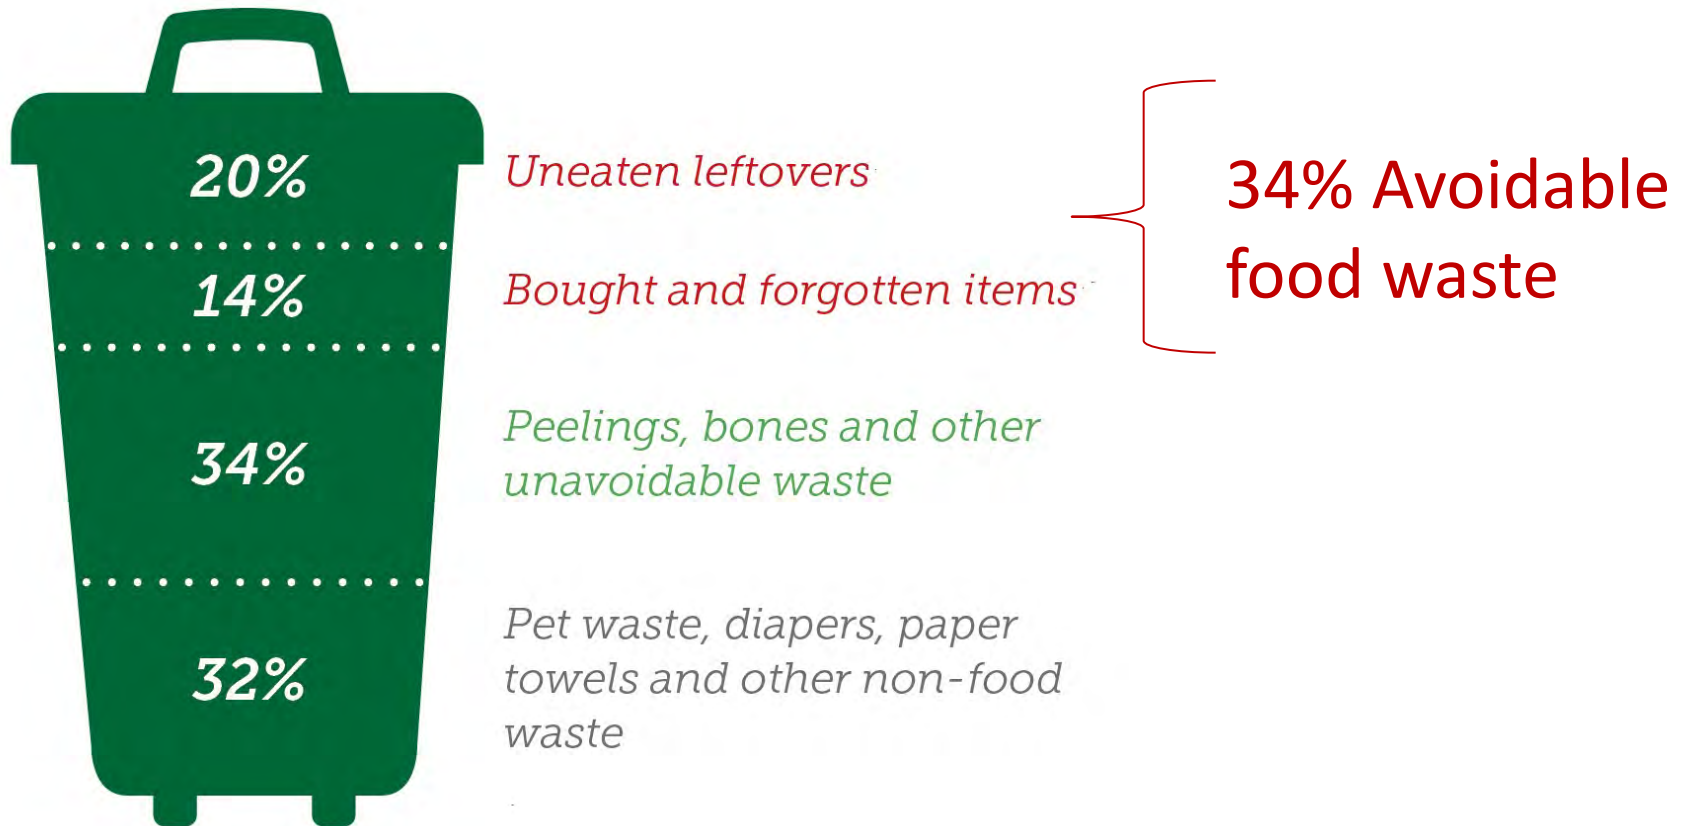 20%
Uneaten leftovers
14%
Bought and forgotten items
34% Avoidable
food waste
34%
Peelings, bones and other
unavoidable waste
32%
Pet waste, diapers, paper
towels and other non-food
waste